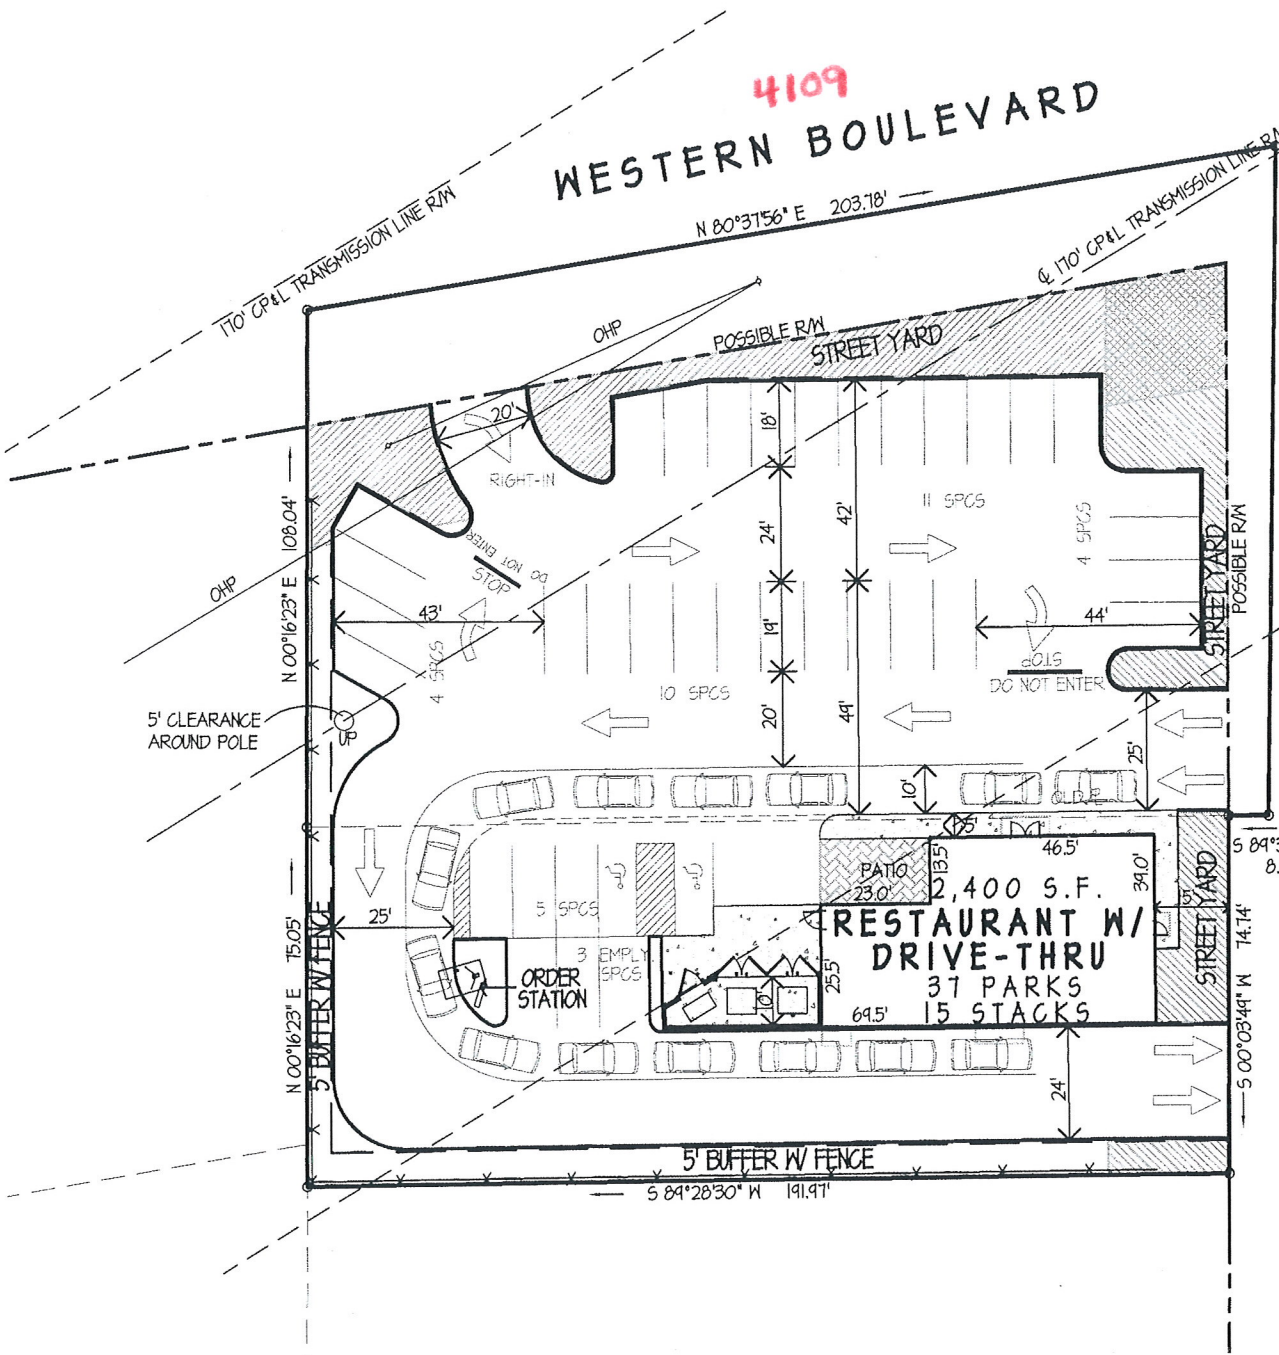 4109
WESTERN BOULEVARD
N 80°37'56" E 203.78'
170' CP&L TRANSMISSION LINE R/W
℄ 170' CP&L TRANSMISSION LINE R/W
OHP
POSSIBLE R/W
STREET YARD
20'
RIGHT-IN
18'
11 SPCS
42'
24'
4 SPCS
DO NOT ENTER
STOP
N 00°16'23" E 108.04'
OHP
43'
4 SPCS
19'
44'
STREET YARD
POSSIBLE R/W
STOP
DO NOT ENTER
10 SPCS
20'
49'
25'
5' CLEARANCE
AROUND POLE
UP
10'
5'
46.5'
13.5'
39.0'
PATIO
23.0'
2,400 S.F.
RESTAURANT W/
DRIVE-THRU
37 PARKS
15 STACKS
69.5'
25.5'
10'
5 SPCS
3 EMPLY
SPCS
25'
ORDER
STATION
STREET YARD
S 00°03'49" W 74.74'
N 00°16'23" E 75.05'
5' BUFFER W/ FENCE
24'
5' BUFFER W/ FENCE
S 89°28'30" W 191.97'